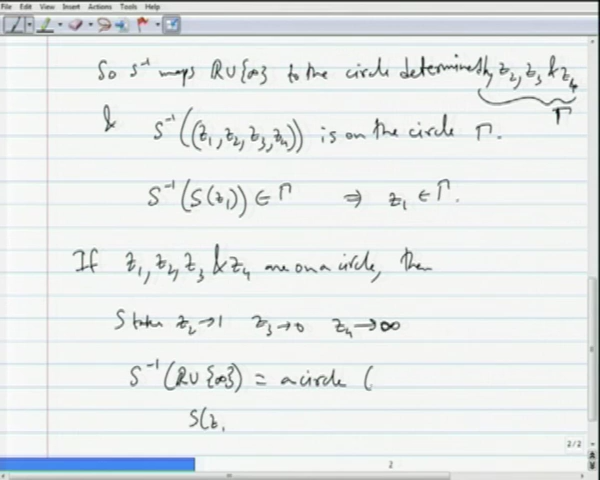 File Edit View Insert Actions Tools Help
So S⁻¹ maps ℝ∪{∞} to the circle determined by z₂, z₃ & z₄
Γ
& S⁻¹((z₁, z₂, z₃, z₄)) is on the circle Γ.
S⁻¹(S(z₁)) ∈ Γ ⇒ z₁ ∈ Γ.
If z₁, z₂, z₃ & z₄ are on a circle, then
S takes z₂→1 z₃→0 z₄→∞
S⁻¹(ℝ∪{∞}) = a circle (
S(z₁
2/2
2